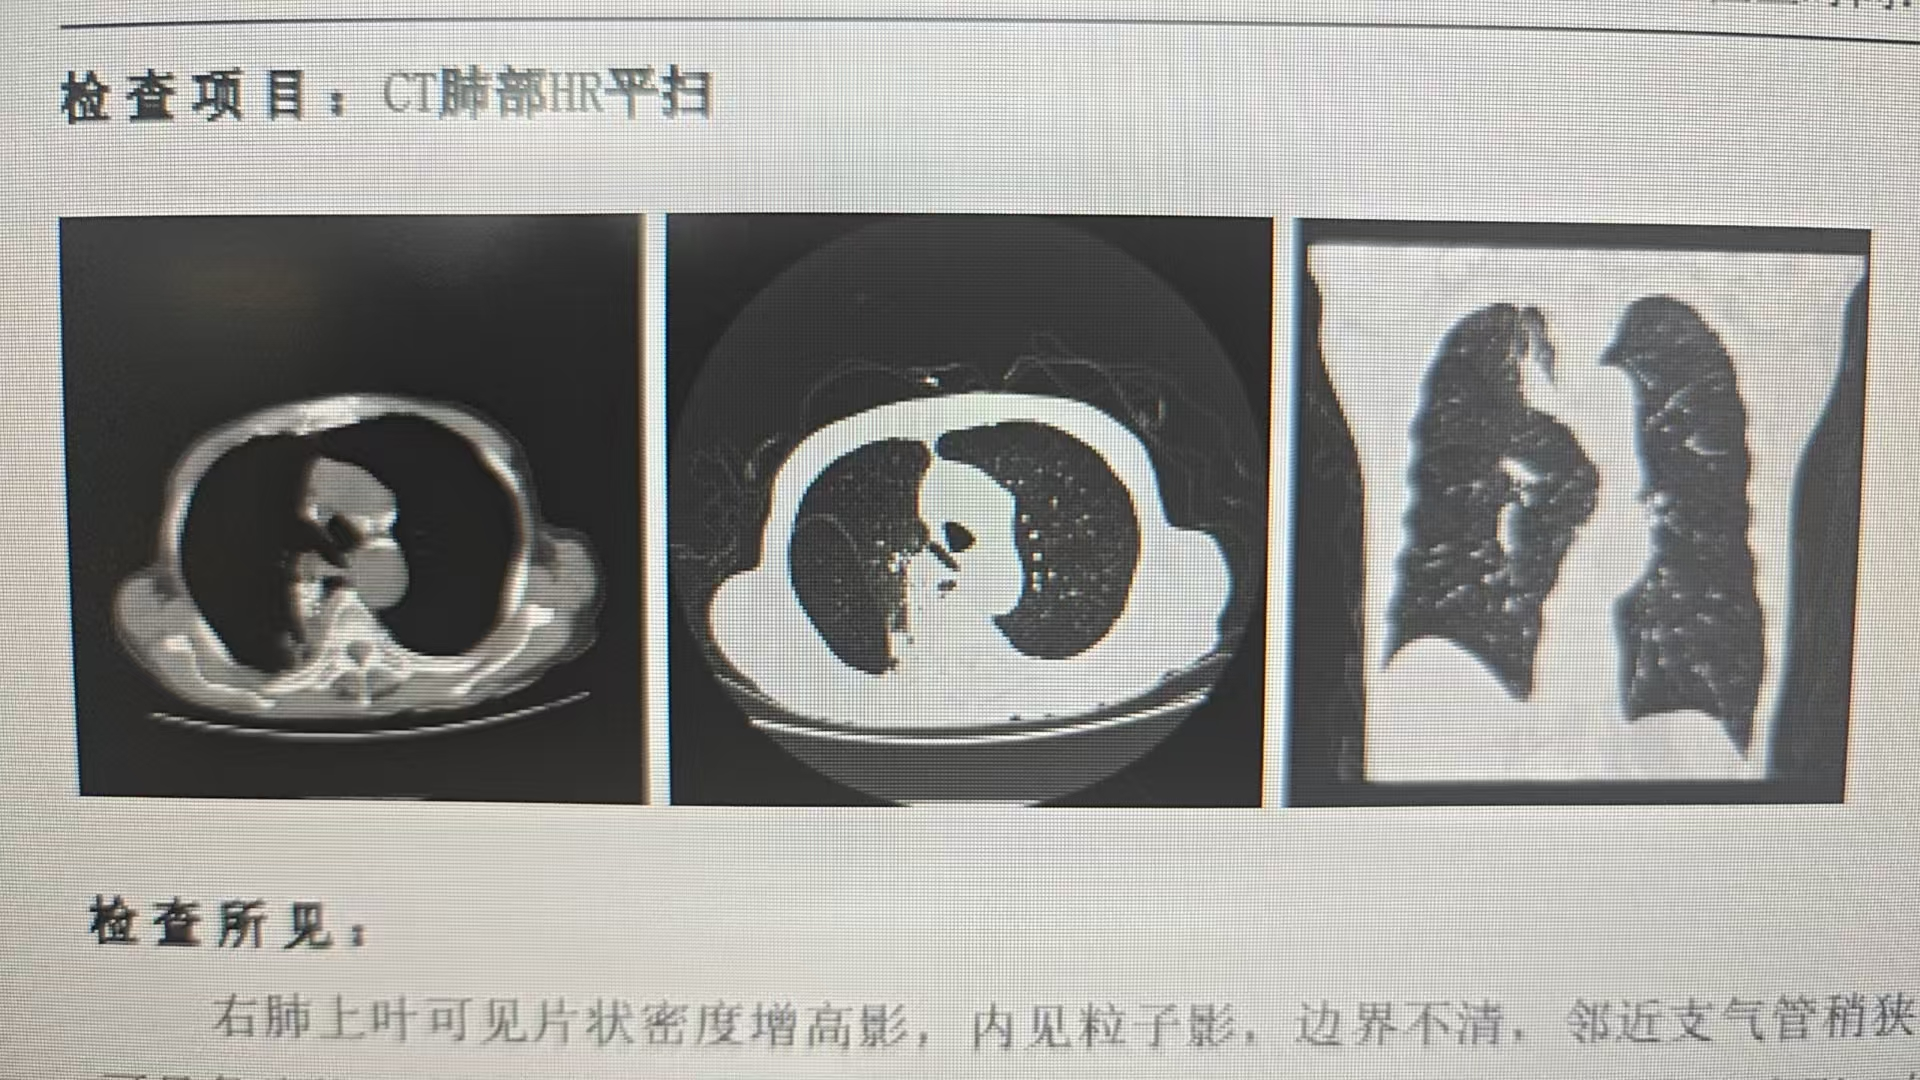 检查项目：CT肺部HR平扫
检查所见：
右肺上叶可见片状密度增高影，内见粒子影，边界不清，邻近支气管稍狭